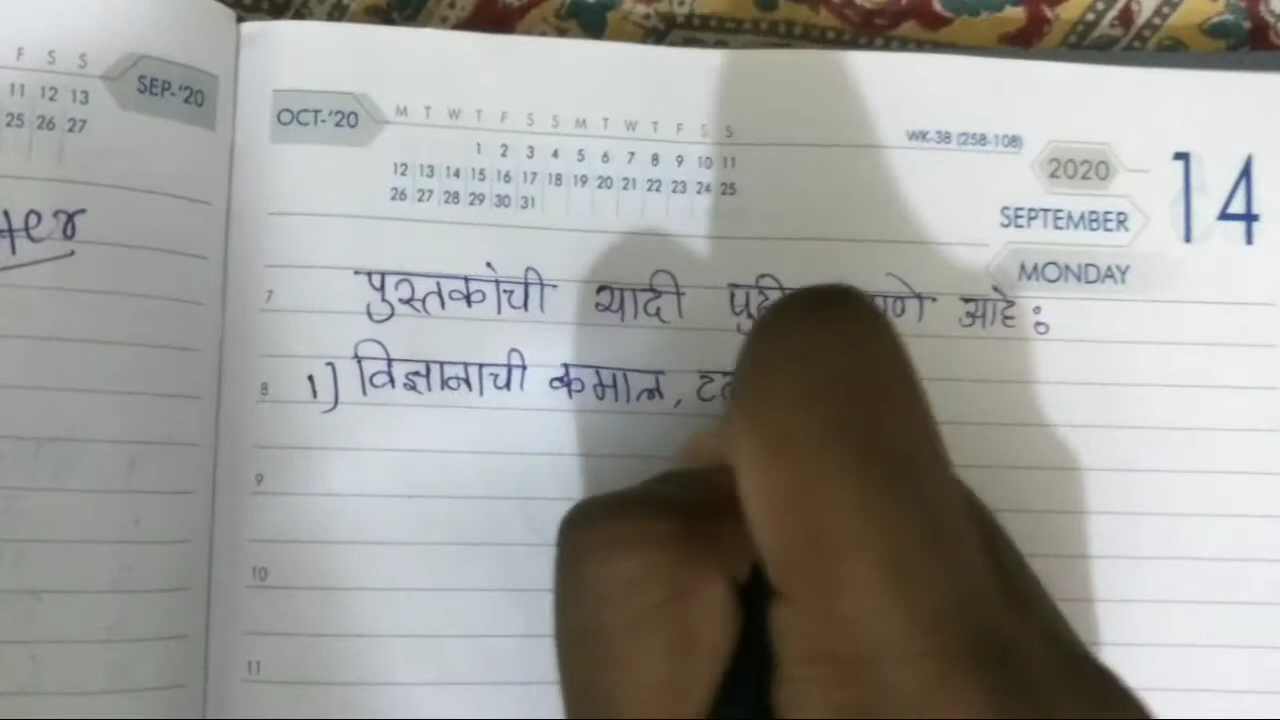 F S S
11 12 13
25 26 27
SEP-'20
OCT-'20
M T W T F S S M T W T F S S
1 2 3 4 5 6 7 8 9 10 11
12 13 14 15 16 17 18 19 20 21 22 23 24 25
26 27 28 29 30 31
WK-38 (258-108)
2020
SEPTEMBER
14
MONDAY
7 पुस्तकांची यादी आहे :
8 १) विज्ञानाची कमाल,
9
10
11